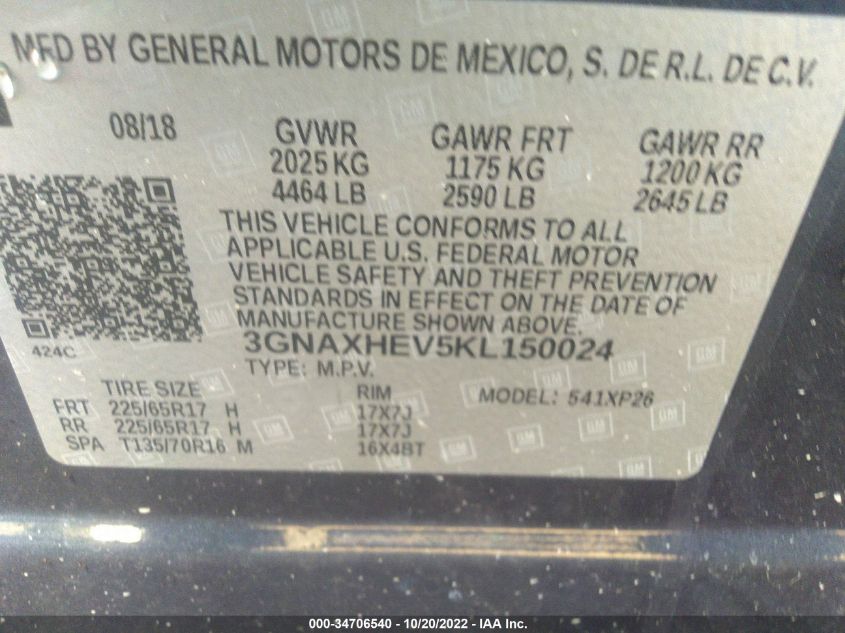 MFD BY GENERAL MOTORS DE MEXICO, S. DE R.L. DE C.V.
08/18 GVWR GAWR FRT GAWR RR
2025 KG 1175 KG 1200 KG
4464 LB 2590 LB 2645 LB
THIS VEHICLE CONFORMS TO ALL
APPLICABLE U.S. FEDERAL MOTOR
VEHICLE SAFETY AND THEFT PREVENTION
STANDARDS IN EFFECT ON THE DATE OF
MANUFACTURE SHOWN ABOVE.
424C 3GNAXHEV5KL150024
TYPE: M.P.V.
TIRE SIZE RIM MODEL: 541XP26
FRT 225/65R17 H 17X7J
RR 225/65R17 H 17X7J
SPA T135/70R16 M 16X4BT
000-34706540 - 10/20/2022 - IAA Inc.